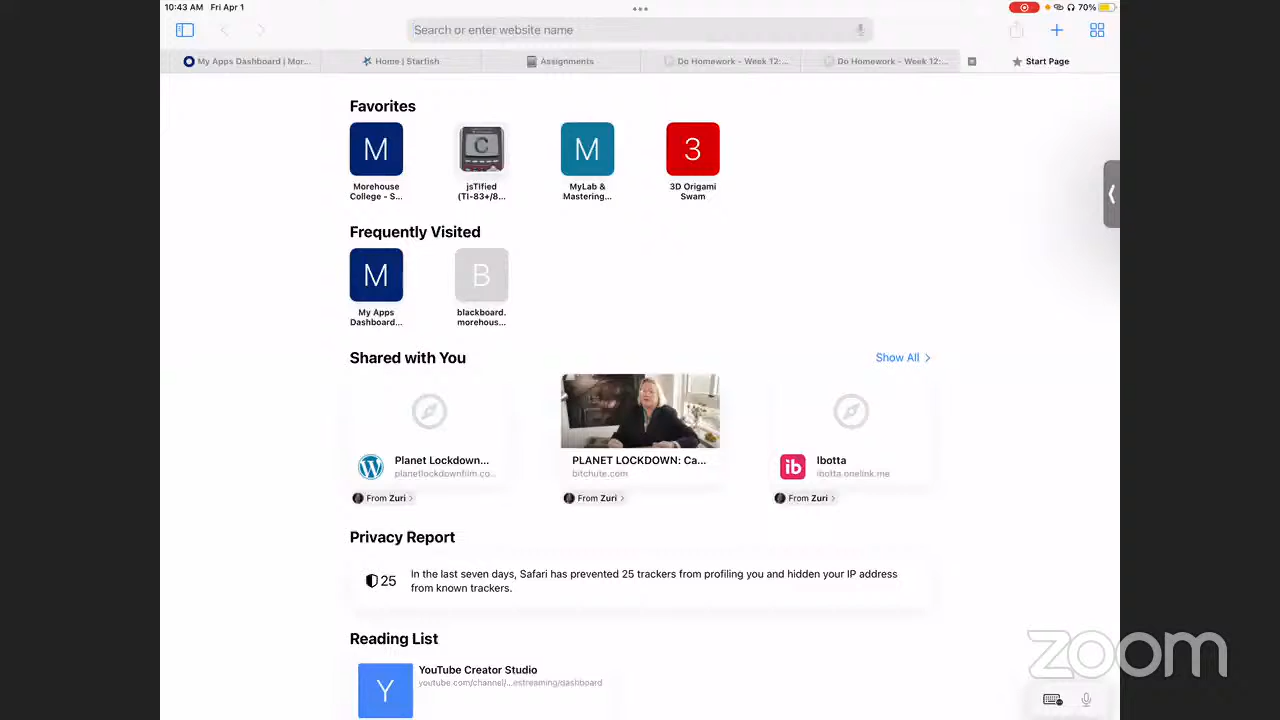 10:43 AM Fri Apr 1
70%
Search or enter website name
My Apps Dashboard | Mor...
Home | Starfish
Assignments
Do Homework - Week 12:...
Do Homework - Week 12:...
Start Page
Favorites
M
C
M
3
Morehouse
College - S...
jsTIfied
(TI-83+/8...
MyLab &
Mastering...
3D Origami
Swam
Frequently Visited
M
B
My Apps
Dashboard...
blackboard.
morehous...
Shared with You
Show All
Planet Lockdown...
planetlockdownfilm.co...
From Zuri
PLANET LOCKDOWN: Ca...
bitchute.com
From Zuri
ib
Ibotta
ibotta.onelink.me
From Zuri
Privacy Report
25
In the last seven days, Safari has prevented 25 trackers from profiling you and hidden your IP address
from known trackers.
Reading List
Y
YouTube Creator Studio
youtube.com/channel/...estreaming/dashboard
zoom